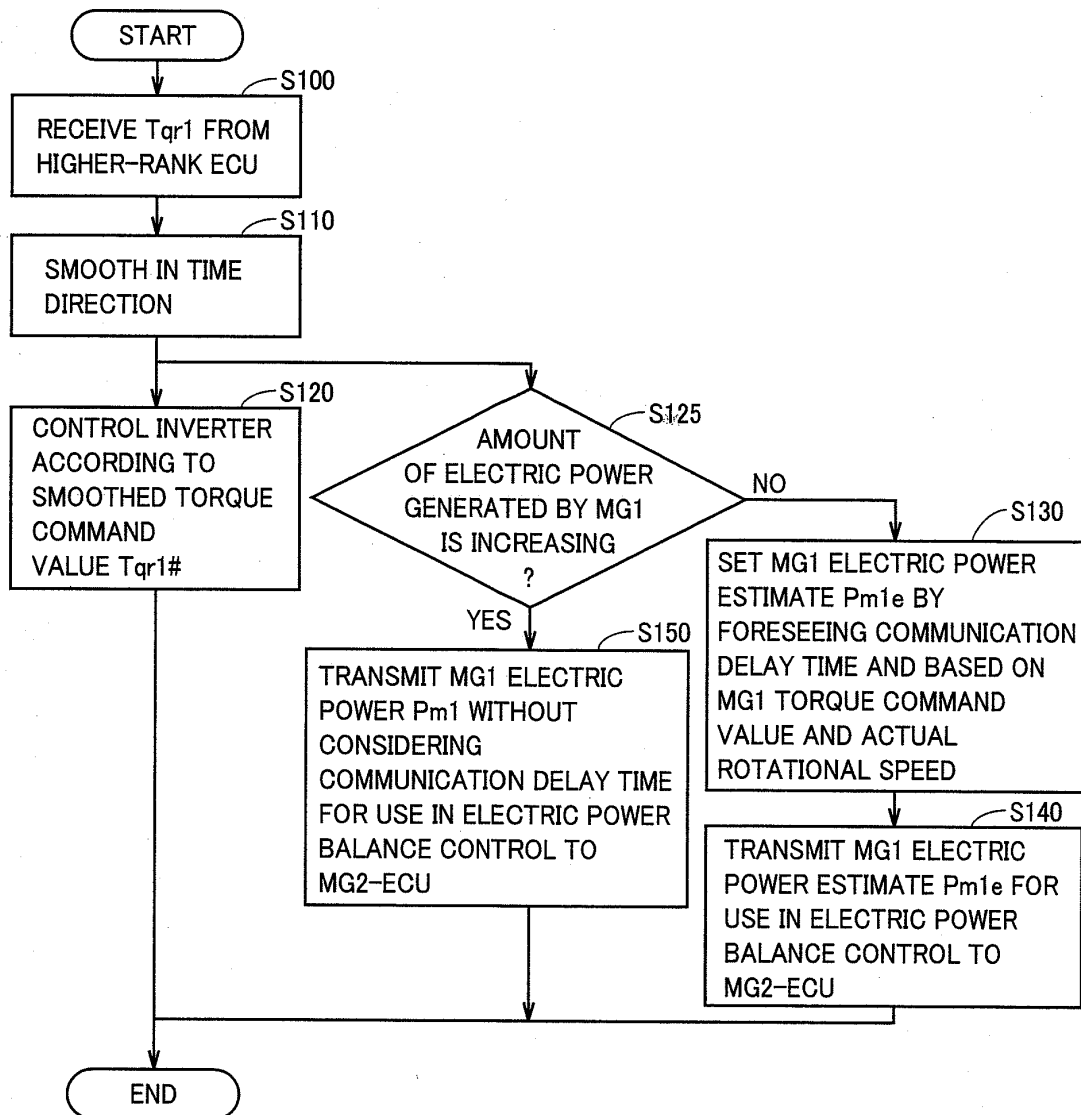 START
S100
RECEIVE Tqr1 FROM
HIGHER-RANK ECU
S110
SMOOTH IN TIME
DIRECTION
S120
CONTROL INVERTER
ACCORDING TO
SMOOTHED TORQUE
COMMAND
VALUE Tqr1#
S125
AMOUNT
OF ELECTRIC POWER
GENERATED BY MG1
IS INCREASING
?
NO
YES
S130
SET MG1 ELECTRIC POWER
ESTIMATE Pm1e BY
FORESEEING COMMUNICATION
DELAY TIME AND BASED ON
MG1 TORQUE COMMAND
VALUE AND ACTUAL
ROTATIONAL SPEED
S150
TRANSMIT MG1 ELECTRIC
POWER Pm1 WITHOUT
CONSIDERING
COMMUNICATION DELAY TIME
FOR USE IN ELECTRIC POWER
BALANCE CONTROL TO
MG2-ECU
S140
TRANSMIT MG1 ELECTRIC
POWER ESTIMATE Pm1e FOR
USE IN ELECTRIC POWER
BALANCE CONTROL TO
MG2-ECU
END